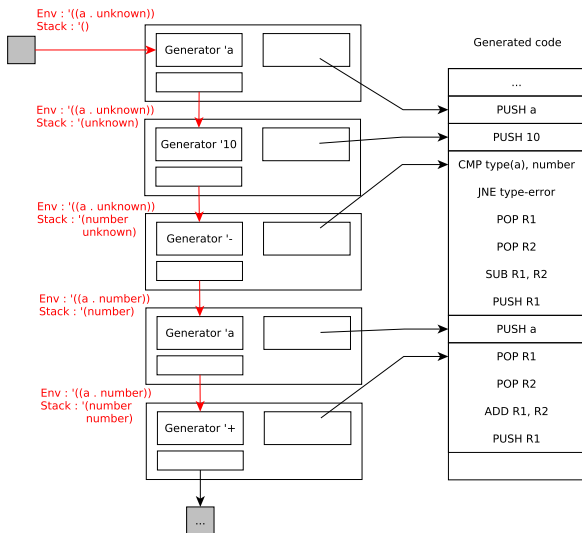 Env : '((a . unknown))
Stack : '()
Generator 'a
Env : '((a . unknown))
Stack : '(unknown)
Generator '10
Env : '((a . unknown))
Stack : '(number
unknown)
Generator '-
Env : '((a . number))
Stack : '(number)
Generator 'a
Env : '((a . number))
Stack : '(number
number)
Generator '+
...
Generated code
...
PUSH a
PUSH 10
CMP type(a), number
JNE type-error
POP R1
POP R2
SUB R1, R2
PUSH R1
PUSH a
POP R1
POP R2
ADD R1, R2
PUSH R1